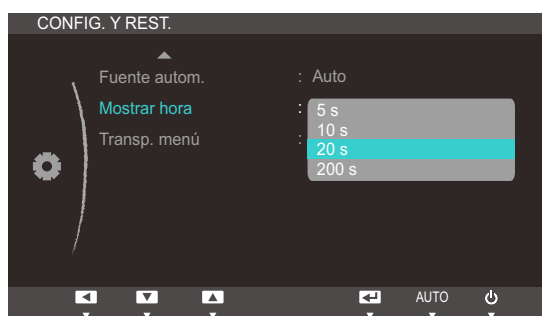 CONFIG. Y REST.
Fuente autom. : Auto
Mostrar hora : 5 s
10 s
Transp. menú : 20 s
200 s
AUTO